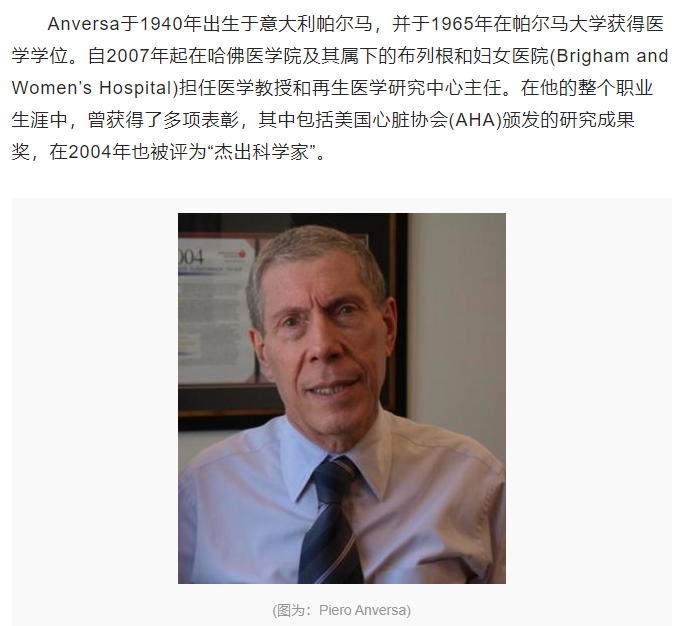 Anversa于1940年出生于意大利帕尔马，并于1965年在帕尔马大学获得医
学学位。自2007年起在哈佛医学院及其属下的布列根和妇女医院(Brigham and
Women’s Hospital)担任医学教授和再生医学研究中心主任。在他的整个职业
生涯中，曾获得了多项表彰，其中包括美国心脏协会(AHA)颁发的研究成果
奖，在2004年也被评为“杰出科学家”。
004
(图为：Piero Anversa)